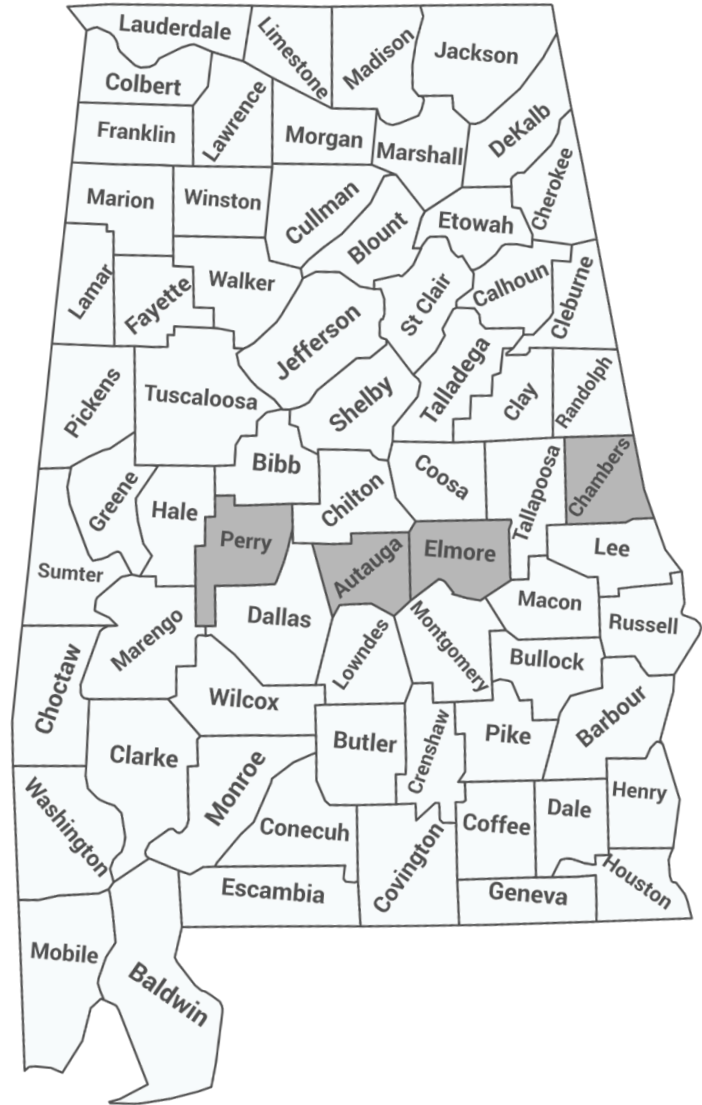 Lauderdale
Limestone
Madison
Jackson
Colbert
Lawrence
Franklin
Morgan
Marshall
DeKalb
Cherokee
Marion
Winston
Cullman
Blount
Etowah
Lamar
Fayette
Walker
Jefferson
St Clair
Calhoun
Cleburne
Pickens
Tuscaloosa
Shelby
Talladega
Clay
Randolph
Greene
Hale
Bibb
Chilton
Coosa
Tallapoosa
Chambers
Sumter
Perry
Autauga
Elmore
Lee
Marengo
Dallas
Lowndes
Montgomery
Macon
Russell
Choctaw
Wilcox
Bullock
Clarke
Monroe
Butler
Crenshaw
Pike
Barbour
Washington
Conecuh
Covington
Coffee
Dale
Henry
Escambia
Geneva
Houston
Mobile
Baldwin